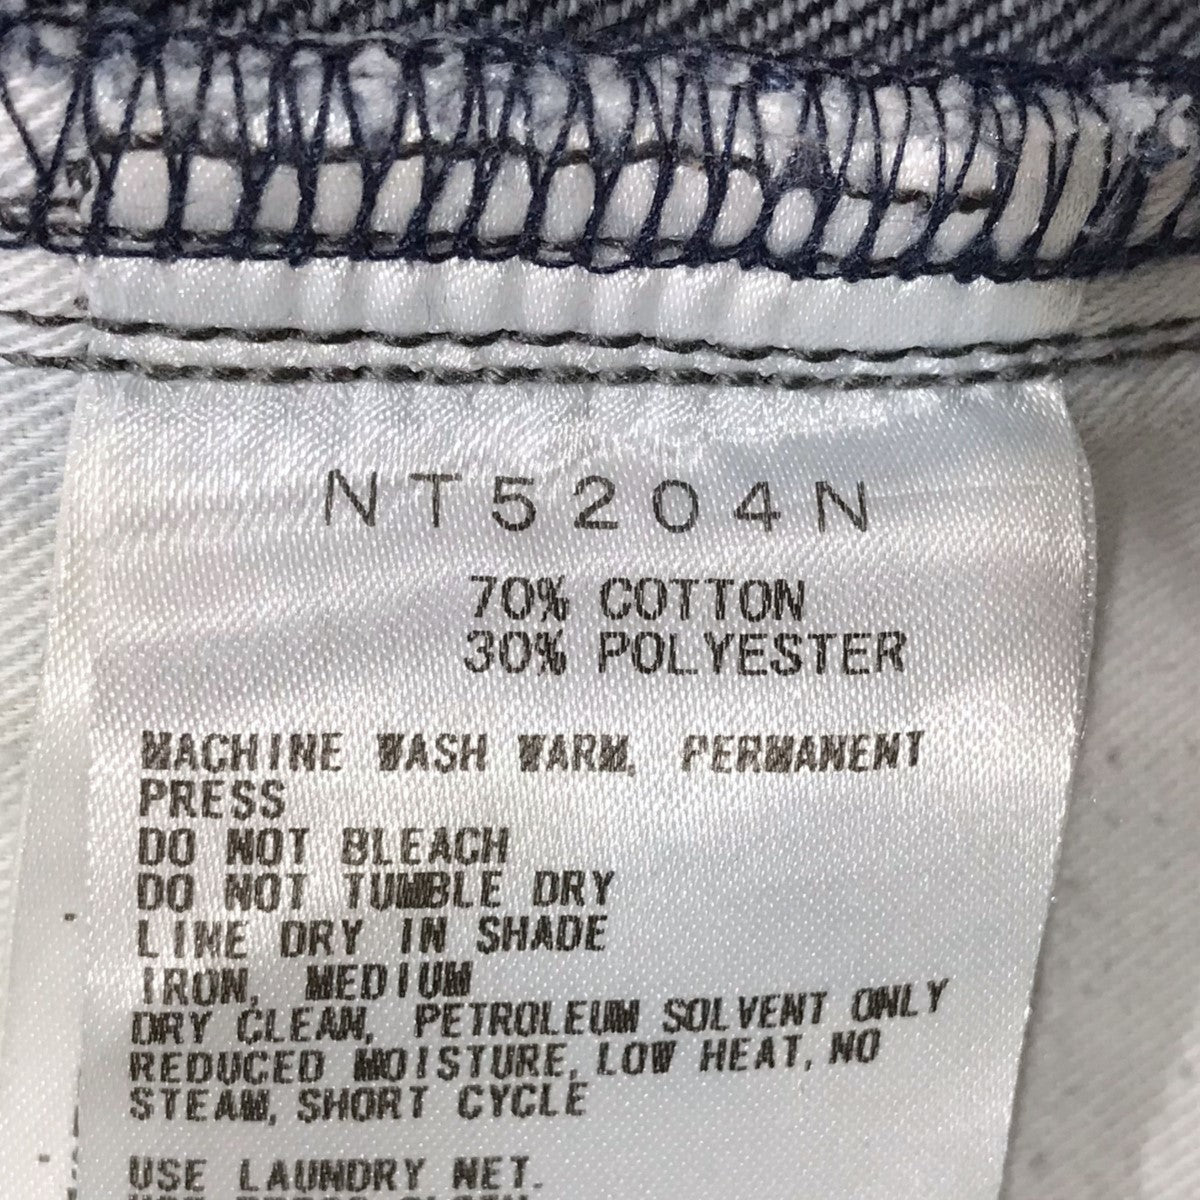 NT5204N
70% COTTON
30% POLYESTER
MACHINE WASH WARM, PERMANENT
PRESS
DO NOT BLEACH
DO NOT TUMBLE DRY
LINE DRY IN SHADE
IRON, MEDIUM
DRY CLEAN, PETROLEUM SOLVENT ONLY
REDUCED MOISTURE, LOW HEAT, NO
STEAM, SHORT CYCLE
USE LAUNDRY NET.